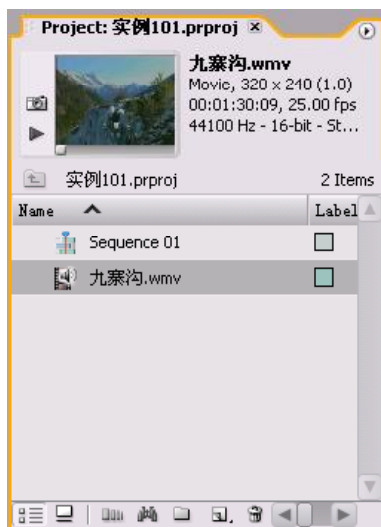 Project: 实例101.prproj
九寨沟.wmv
Movie, 320 x 240 (1.0)
00:01:30:09, 25.00 fps
44100 Hz - 16-bit - St...
实例101.prproj 2 Items
Name Label
Sequence 01
九寨沟.wmv